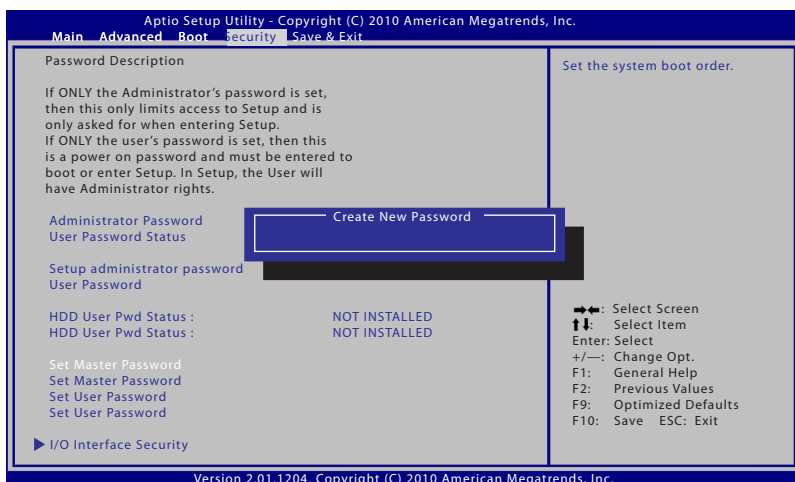 Aptio Setup Utility - Copyright (C) 2010 American Megatrends, Inc.
Main Advanced Boot Security Save & Exit
Password Description
If ONLY the Administrator's password is set,
then this only limits access to Setup and is
only asked for when entering Setup.
If ONLY the user's password is set, then this
is a power on password and must be entered to
boot or enter Setup. In Setup, the User will
have Administrator rights.
Administrator Password
User Password Status
Create New Password
Setup administrator password
User Password
HDD User Pwd Status : NOT INSTALLED
HDD User Pwd Status : NOT INSTALLED
Set Master Password
Set Master Password
Set User Password
Set User Password
I/O Interface Security
Set the system boot order.
➡⬅: Select Screen
⬆⬇: Select Item
Enter: Select
+/—: Change Opt.
F1: General Help
F2: Previous Values
F9: Optimized Defaults
F10: Save ESC: Exit
Version 2.01.1204. Copyright (C) 2010 American Megatrends, Inc.